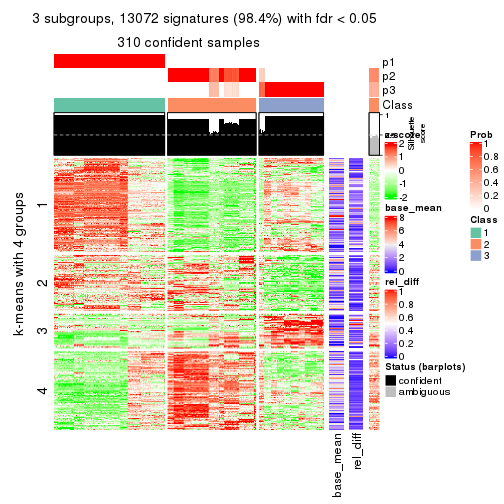 3 subgroups, 13072 signatures (98.4%) with fdr < 0.05
310 confident samples
p1
p2
p3
Class
1
Silhouette
score
k-means with 4 groups
1
2
3
4
z-score
2
1
0
-1
-2
base_mean
8
6
4
2
0
rel_diff
1
0.8
0.6
0.4
0.2
0
Status (barplots)
confident
ambiguous
Prob
1
0.8
0.6
0.4
0.2
0
Class
1
2
3
base_mean
rel_diff